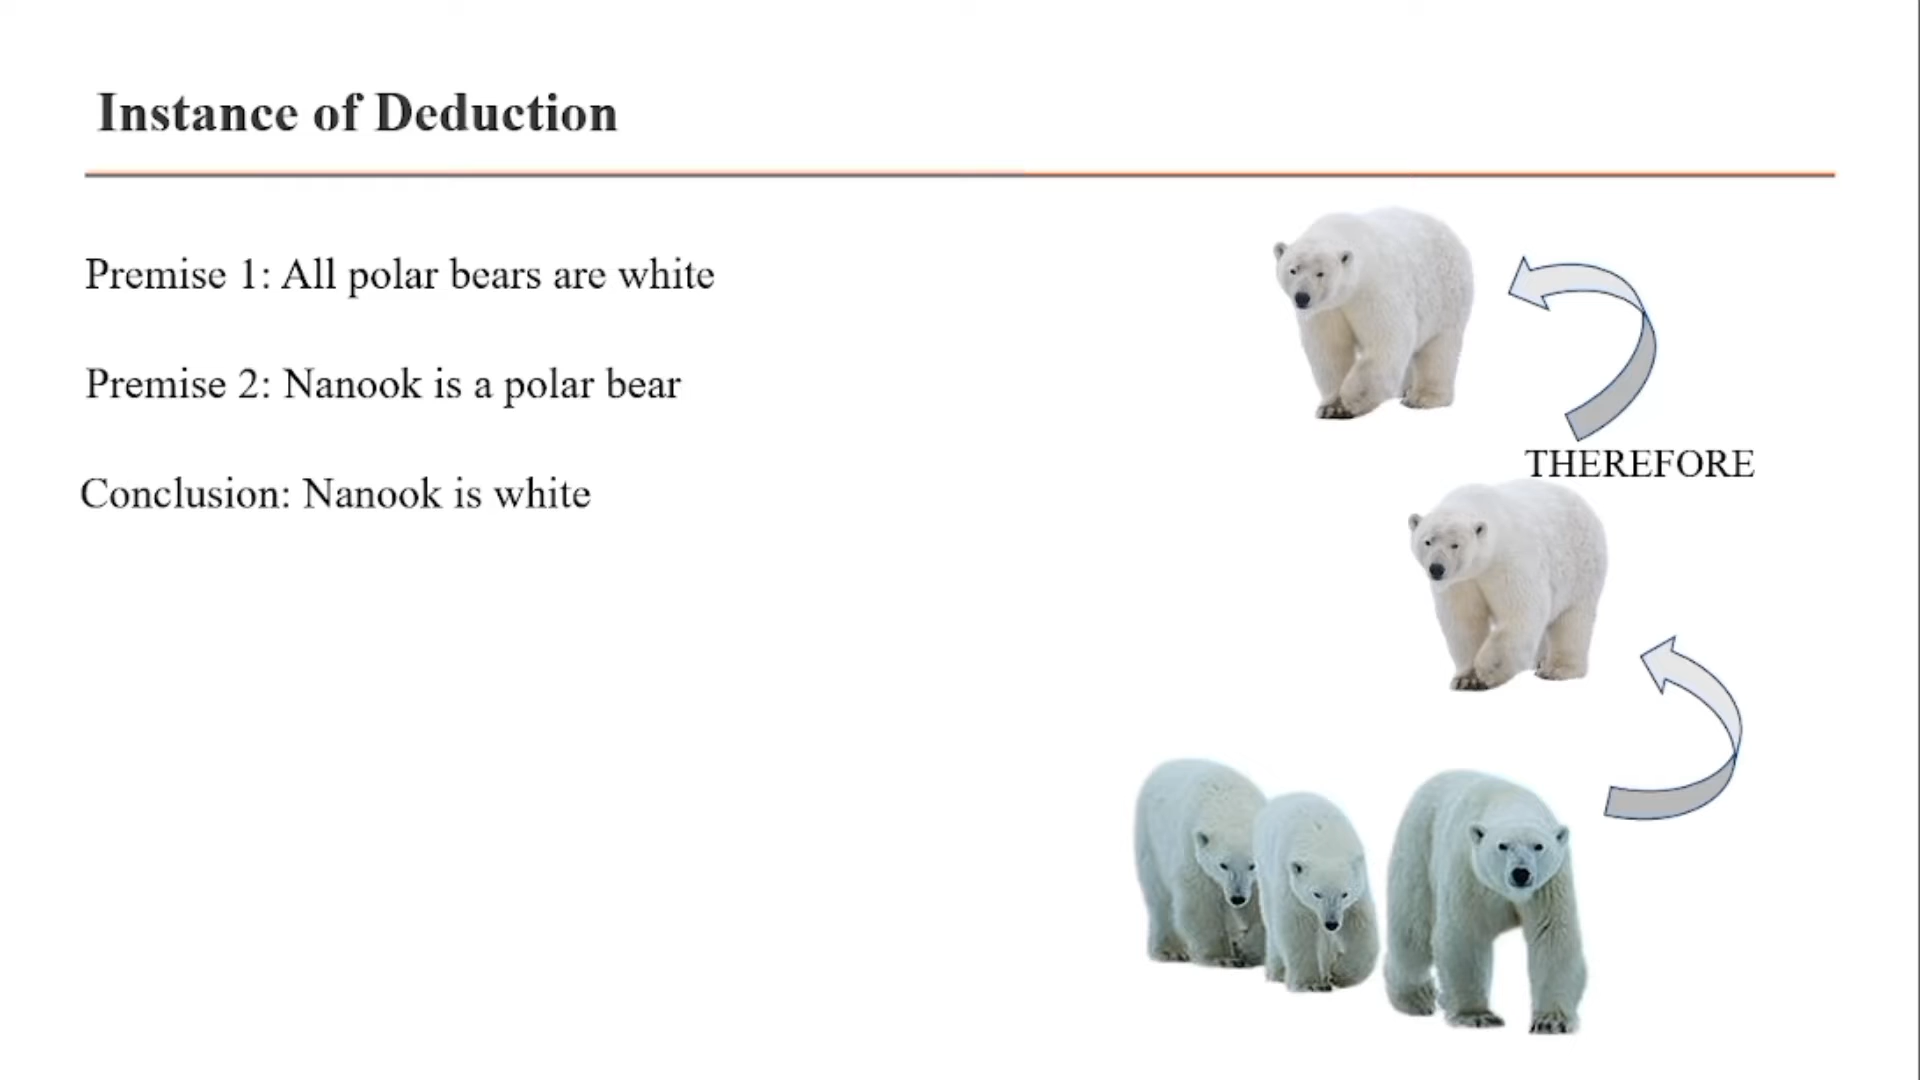 Instance of Deduction
Premise 1: All polar bears are white
Premise 2: Nanook is a polar bear
Conclusion: Nanook is white
THEREFORE